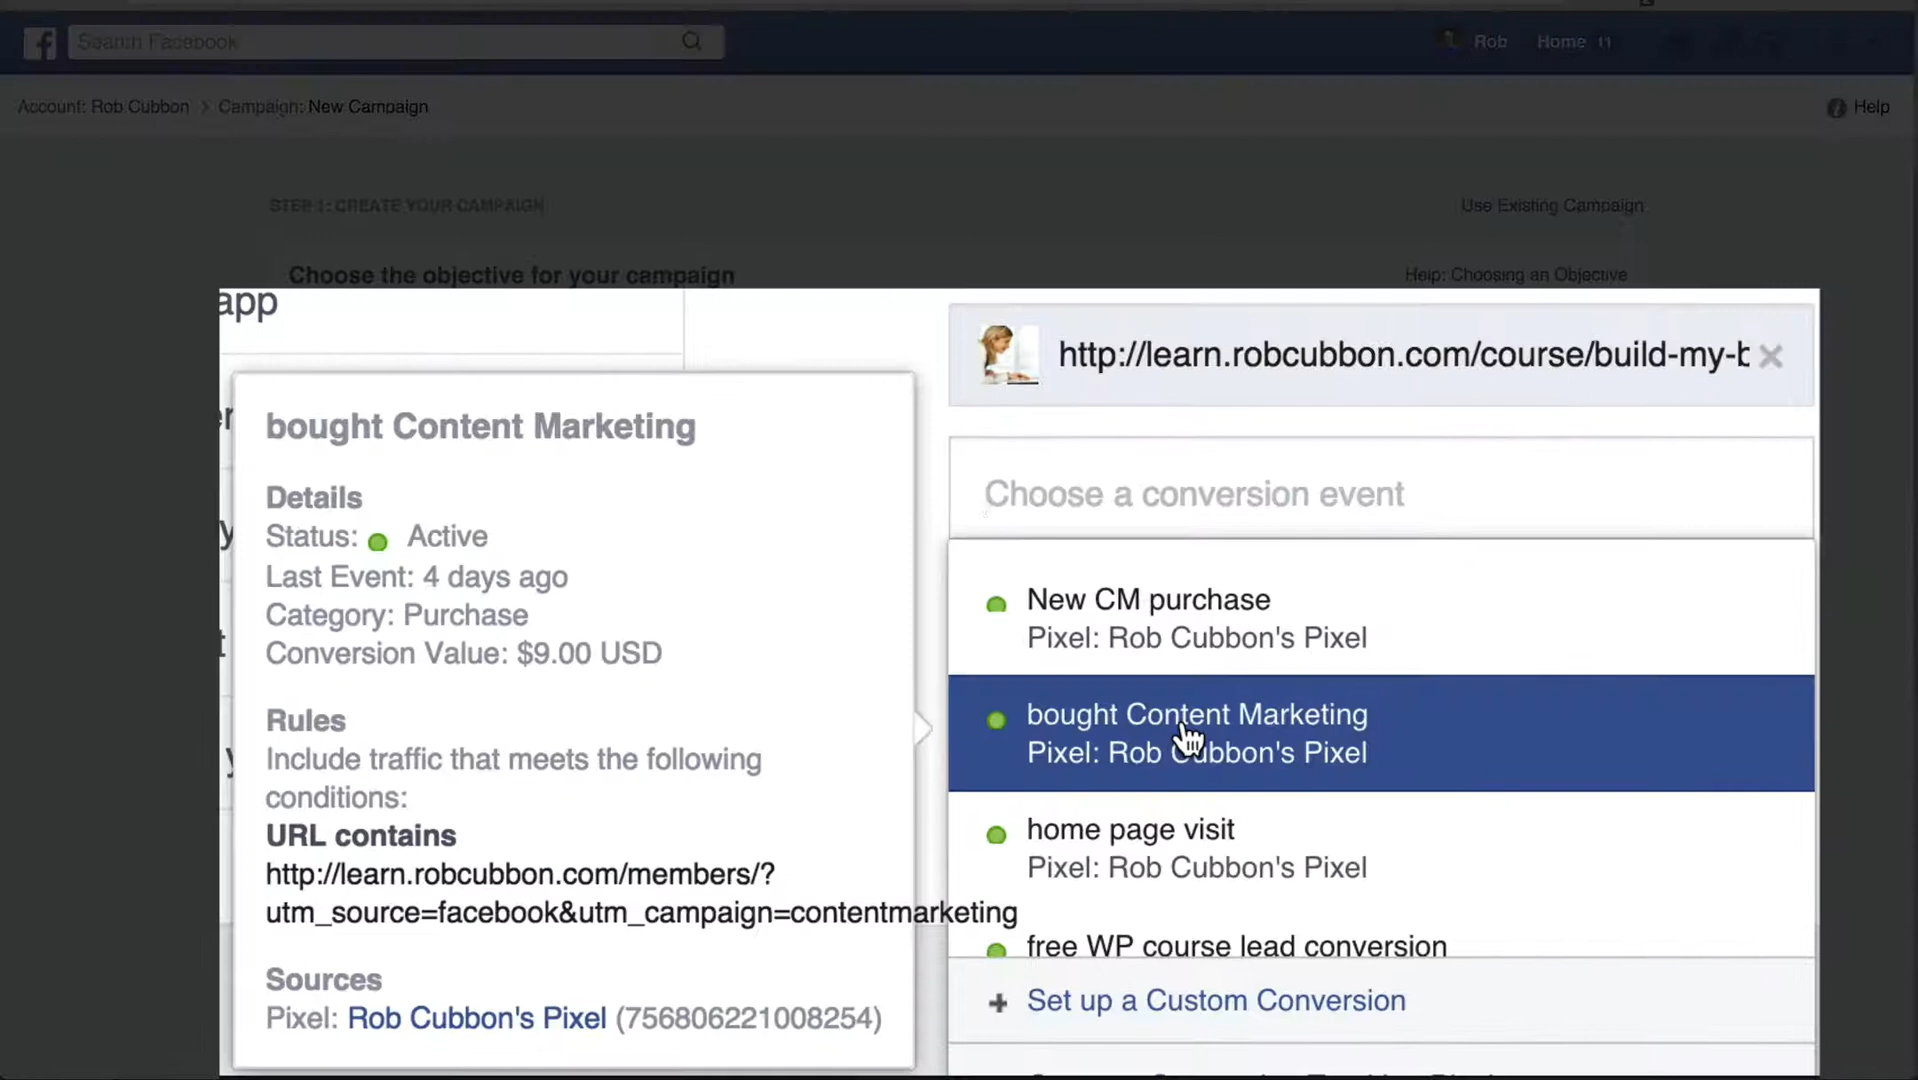 Search Facebook
Rob
Home 11
Account: Rob Cubbon > Campaign: New Campaign
Help
STEP 1: CREATE YOUR CAMPAIGN
Use Existing Campaign
Choose the objective for your campaign
Help: Choosing an Objective
app
http://learn.robcubbon.com/course/build-my-b
bought Content Marketing
Details
Status: Active
Last Event: 4 days ago
Category: Purchase
Conversion Value: $9.00 USD
Rules
Include traffic that meets the following
conditions:
URL contains
http://learn.robcubbon.com/members/?
utm_source=facebook&utm_campaign=contentmarketing
Sources
Pixel: Rob Cubbon's Pixel (756806221008254)
Choose a conversion event
New CM purchase
Pixel: Rob Cubbon's Pixel
bought Content Marketing
Pixel: Rob Cubbon's Pixel
home page visit
Pixel: Rob Cubbon's Pixel
free WP course lead conversion
+ Set up a Custom Conversion